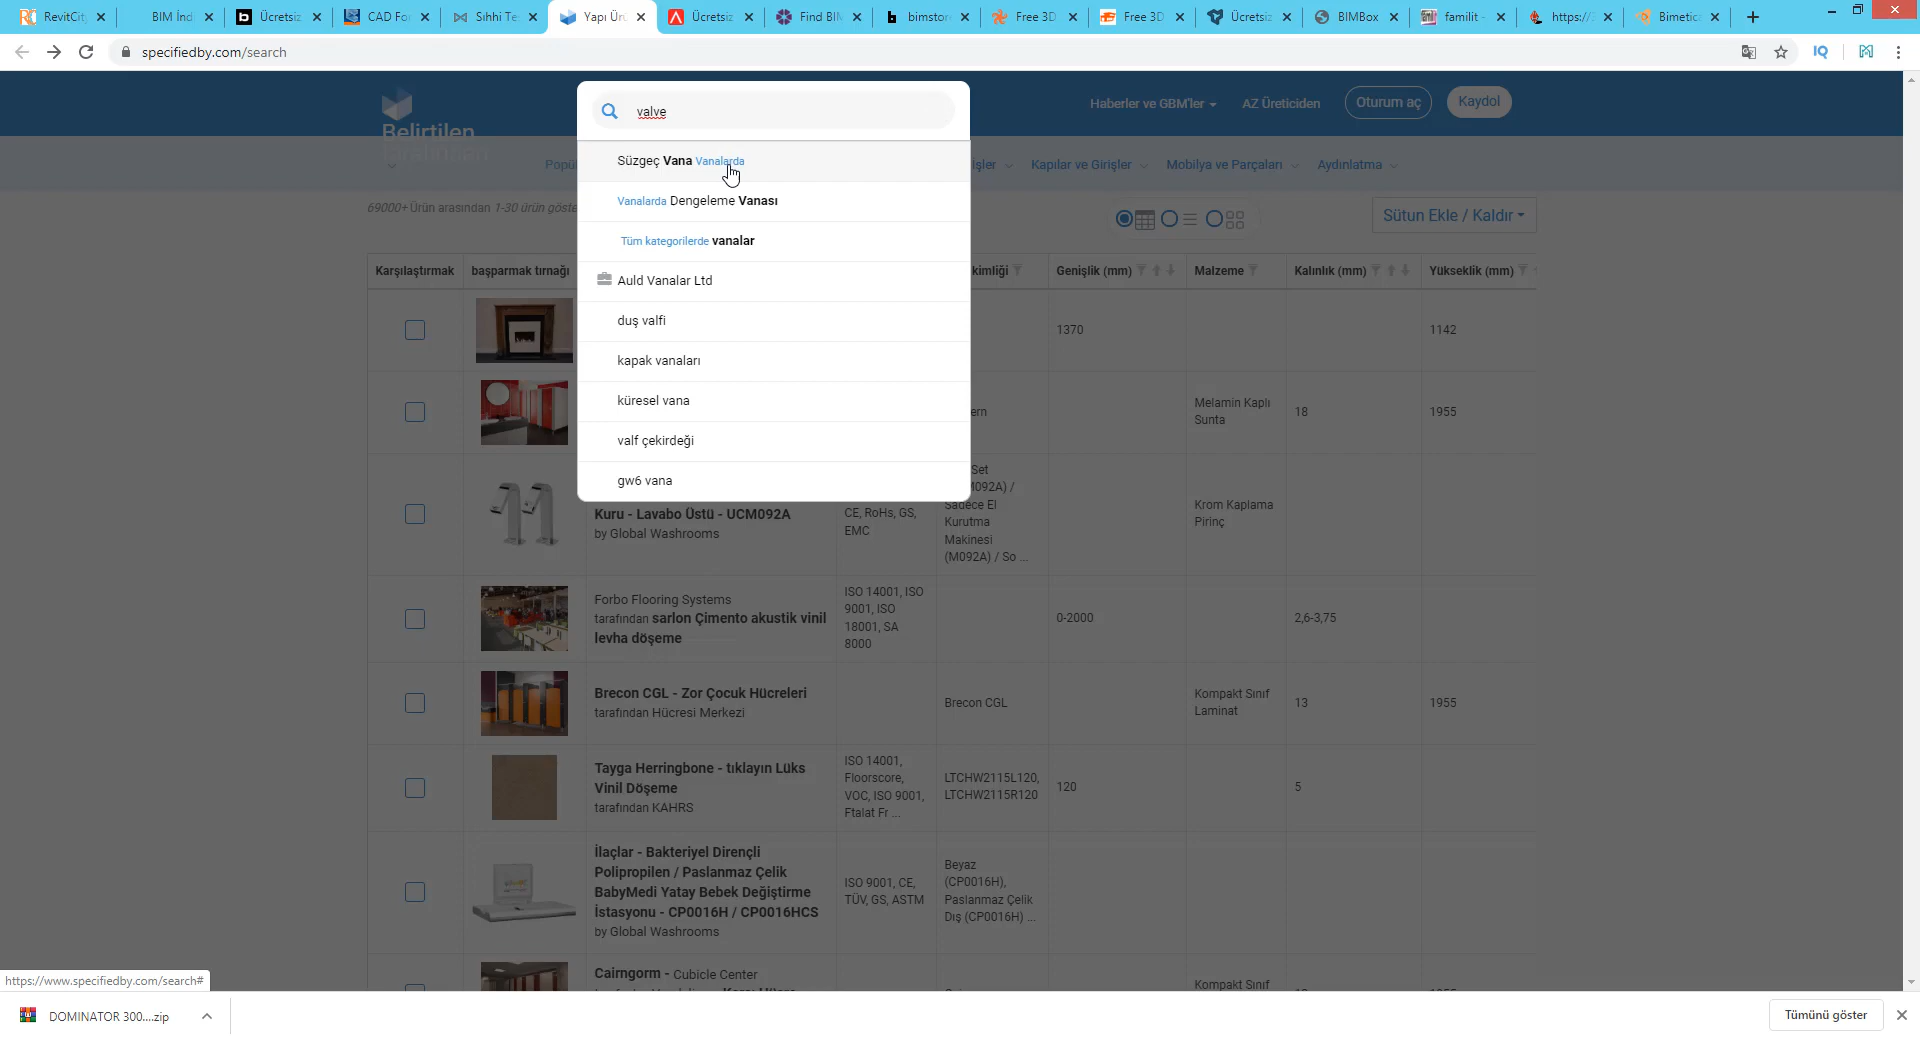 RevitCity
BIM İnd
Ücretsiz
CAD Fo
Sıhhi Te
Yapı Ürü
Ücretsiz
Find BIM
bimstore
Free 3D
Free 3D
Ücretsiz
BIMBox
familit -
https://
Bimetica
specifiedby.com/search
IQ
Belirtilen
tarafından
valve
Haberler ve GBM'ler
AZ Üreticiden
Oturum aç
Kaydol
Popü
işler
Kapılar ve Girişler
Mobilya ve Parçaları
Aydınlatma
Süzgeç Vana Vanalarda
Vanalarda Dengeleme Vanası
Tüm kategorilerde vanalar
Auld Vanalar Ltd
duş valfi
kapak vanaları
küresel vana
valf çekirdeği
gw6 vana
69000+ Ürün arasından 1-30 ürün göste
Sütun Ekle / Kaldır
Karşılaştırmak
başparmak tırnağı
kimliği
Genişlik (mm)
Malzeme
Kalınlık (mm)
Yükseklik (mm)
1370
1142
ern
Melamin Kaplı
Sunta
18
1955
Kuru - Lavabo Üstü - UCM092A
by Global Washrooms
CE, RoHs, GS,
EMC
Set
M092A) /
Sadece El
Kurutma
Makinesi
(M092A) / So ...
Krom Kaplama
Pirinç
Forbo Flooring Systems
tarafından sarlon Çimento akustik vinil
levha döşeme
ISO 14001, ISO
9001, ISO
18001, SA
8000
0-2000
2,6-3,75
Brecon CGL - Zor Çocuk Hücreleri
tarafından Hücresi Merkezi
Brecon CGL
Kompakt Sınıf
Laminat
13
1955
Tayga Herringbone - tıklayın Lüks
Vinil Döşeme
tarafından KAHRS
ISO 14001,
Floorscore,
VOC, ISO 9001,
Ftalat Fr ...
LTCHW2115L120,
LTCHW2115R120
120
5
İlaçlar - Bakteriyel Dirençli
Polipropilen / Paslanmaz Çelik
BabyMedi Yatay Bebek Değiştirme
İstasyonu - CP0016H / CP0016HCS
by Global Washrooms
ISO 9001, CE,
TÜV, GS, ASTM
Beyaz
(CP0016H),
Paslanmaz Çelik
Dış (CP0016H) ...
Cairngorm - Cubicle Center
Kompakt Sınıf
https://www.specifiedby.com/search#
DOMINATOR 300....zip
Tümünü göster